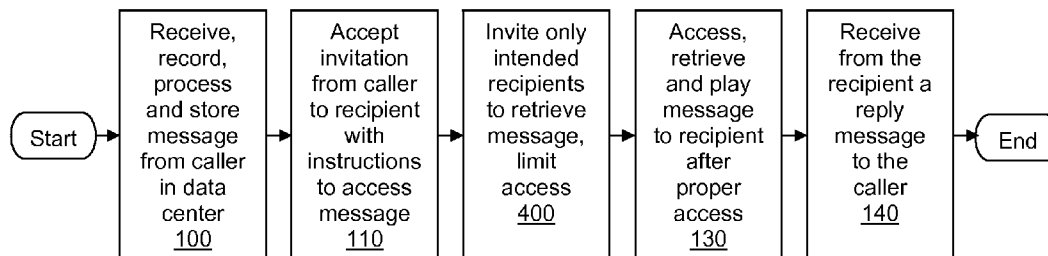 Start
Receive,
record,
process
and store
message
from caller
in data
center
100
Accept
invitation
from caller
to recipient
with
instructions
to access
message
110
Invite only
intended
recipients
to retrieve
message,
limit
access
400
Access,
retrieve
and play
message
to recipient
after
proper
access
130
Receive
from the
recipient a
reply
message
to the
caller
140
End